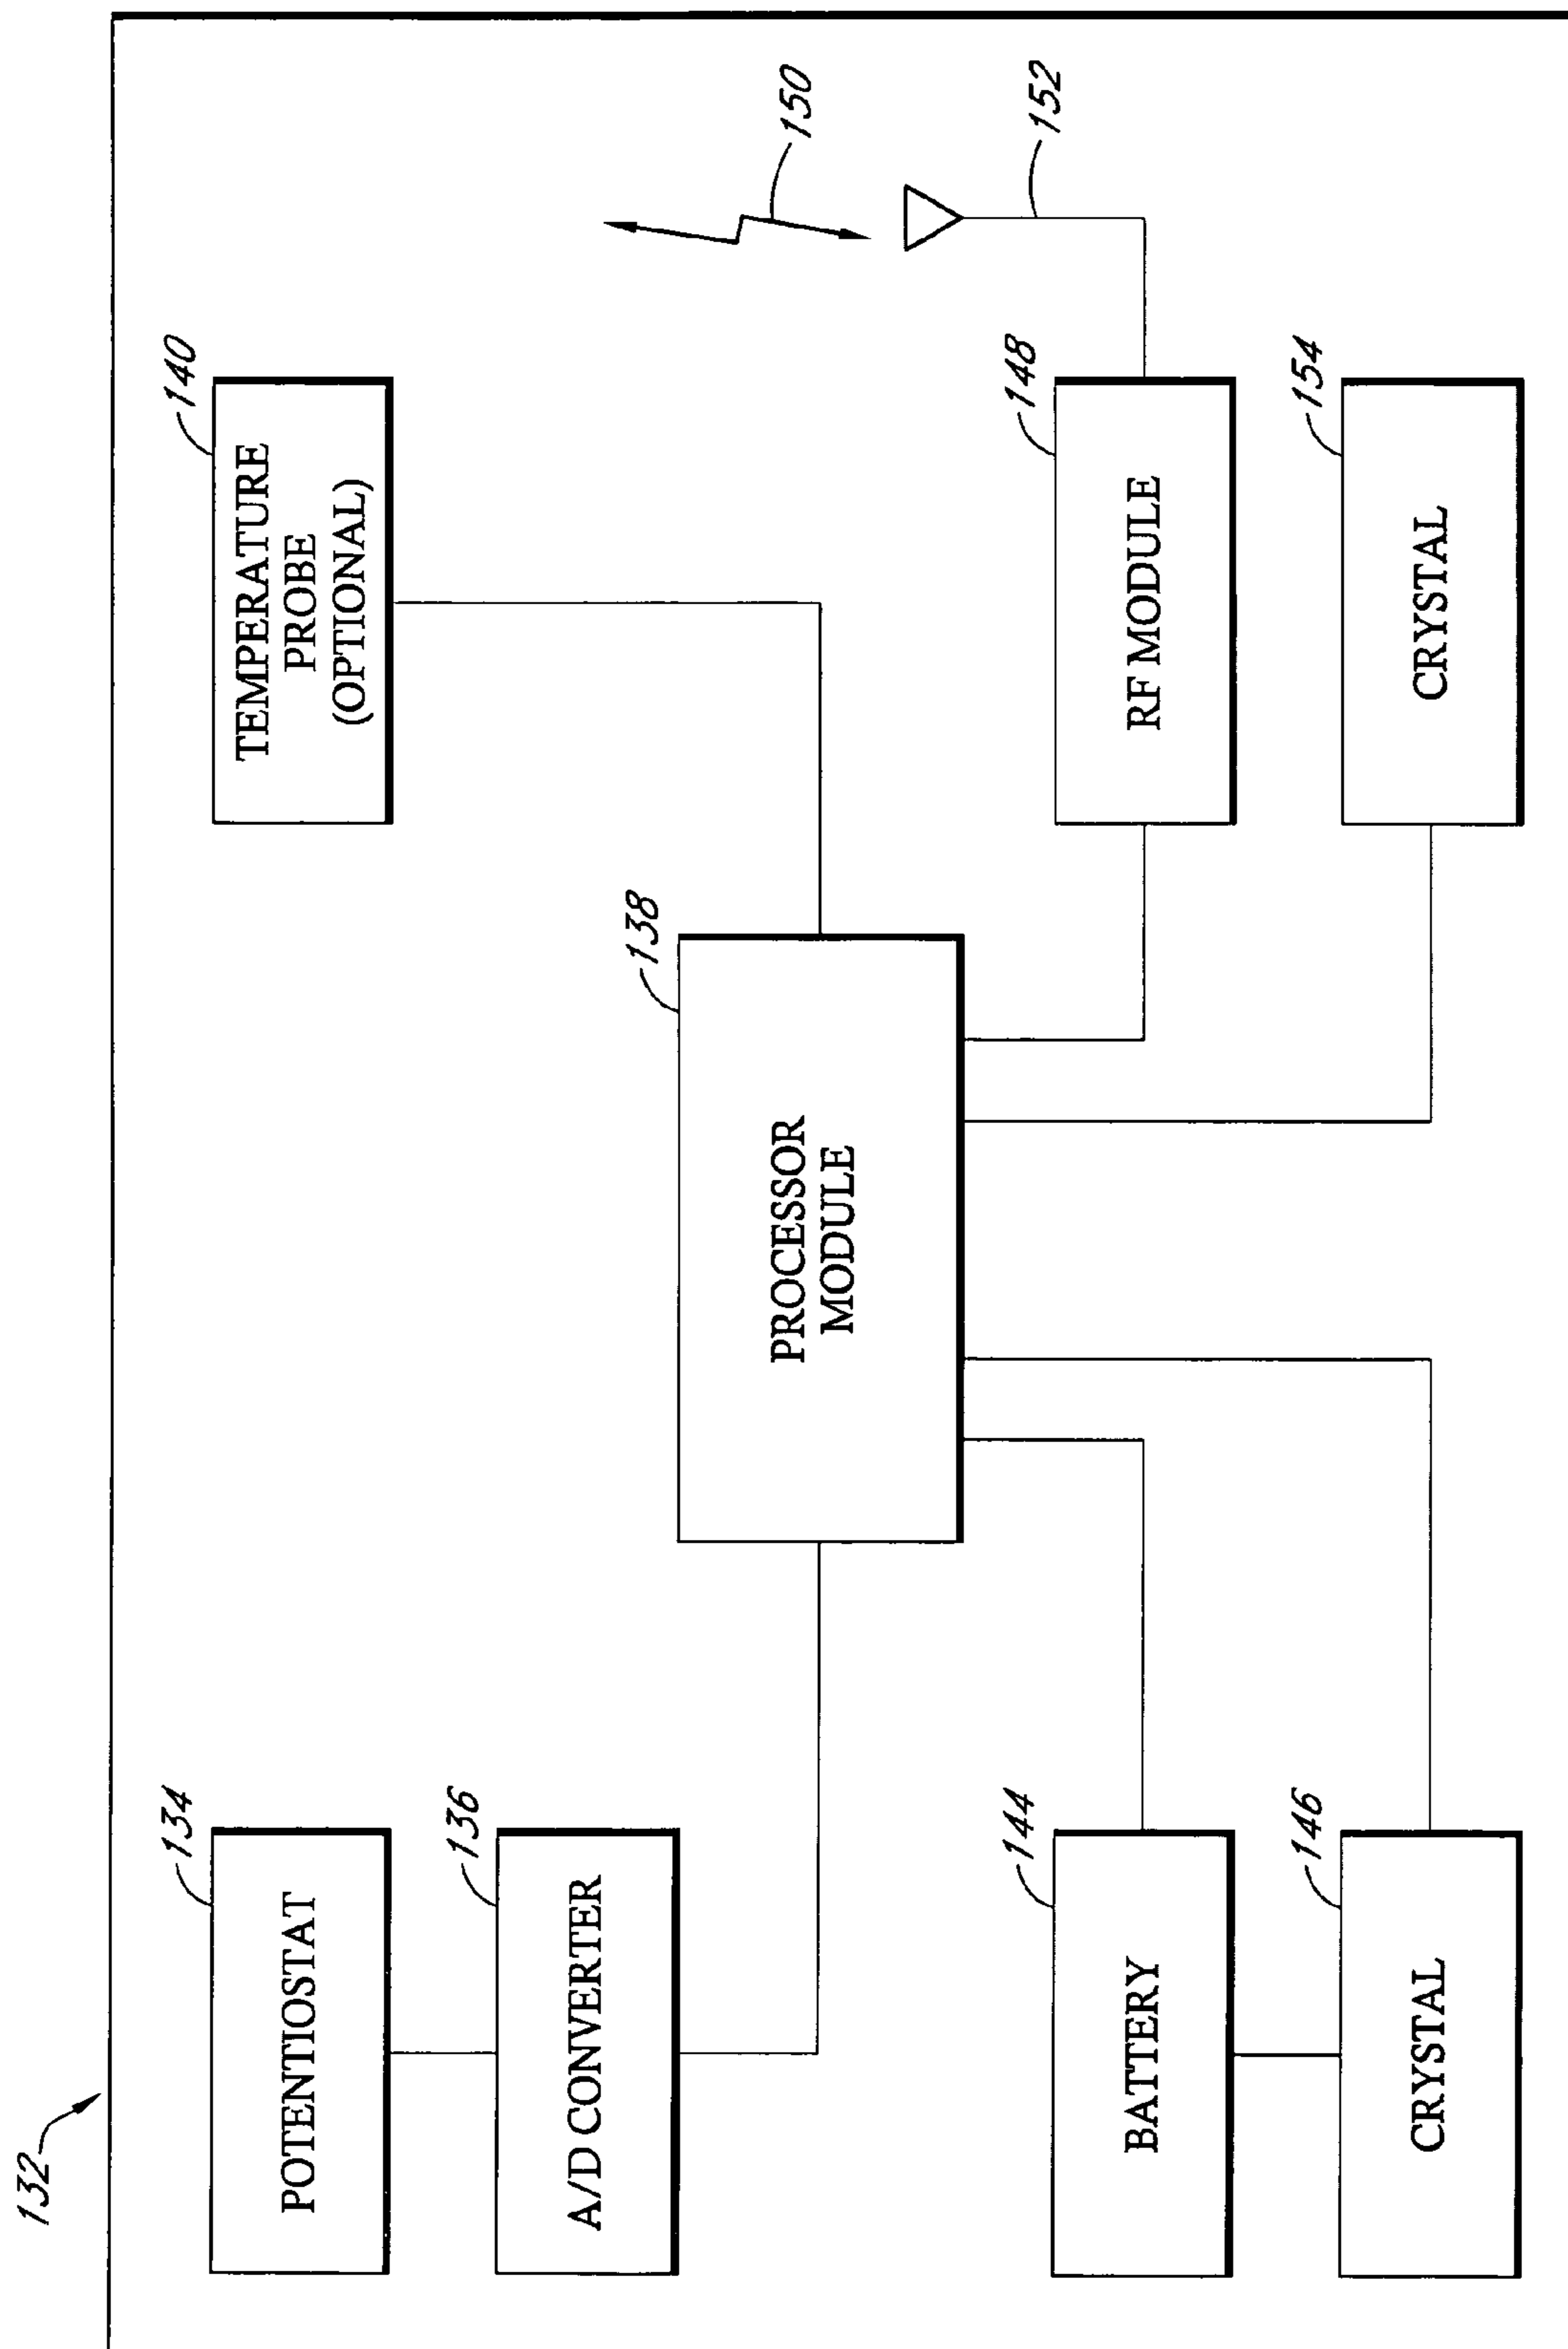 132
134
POTENTIOSTAT
136
A/D CONVERTER
138
PROCESSOR
MODULE
140
TEMPERATURE
PROBE
(OPTIONAL)
150
152
144
BATTERY
146
CRYSTAL
148
RF MODULE
154
CRYSTAL